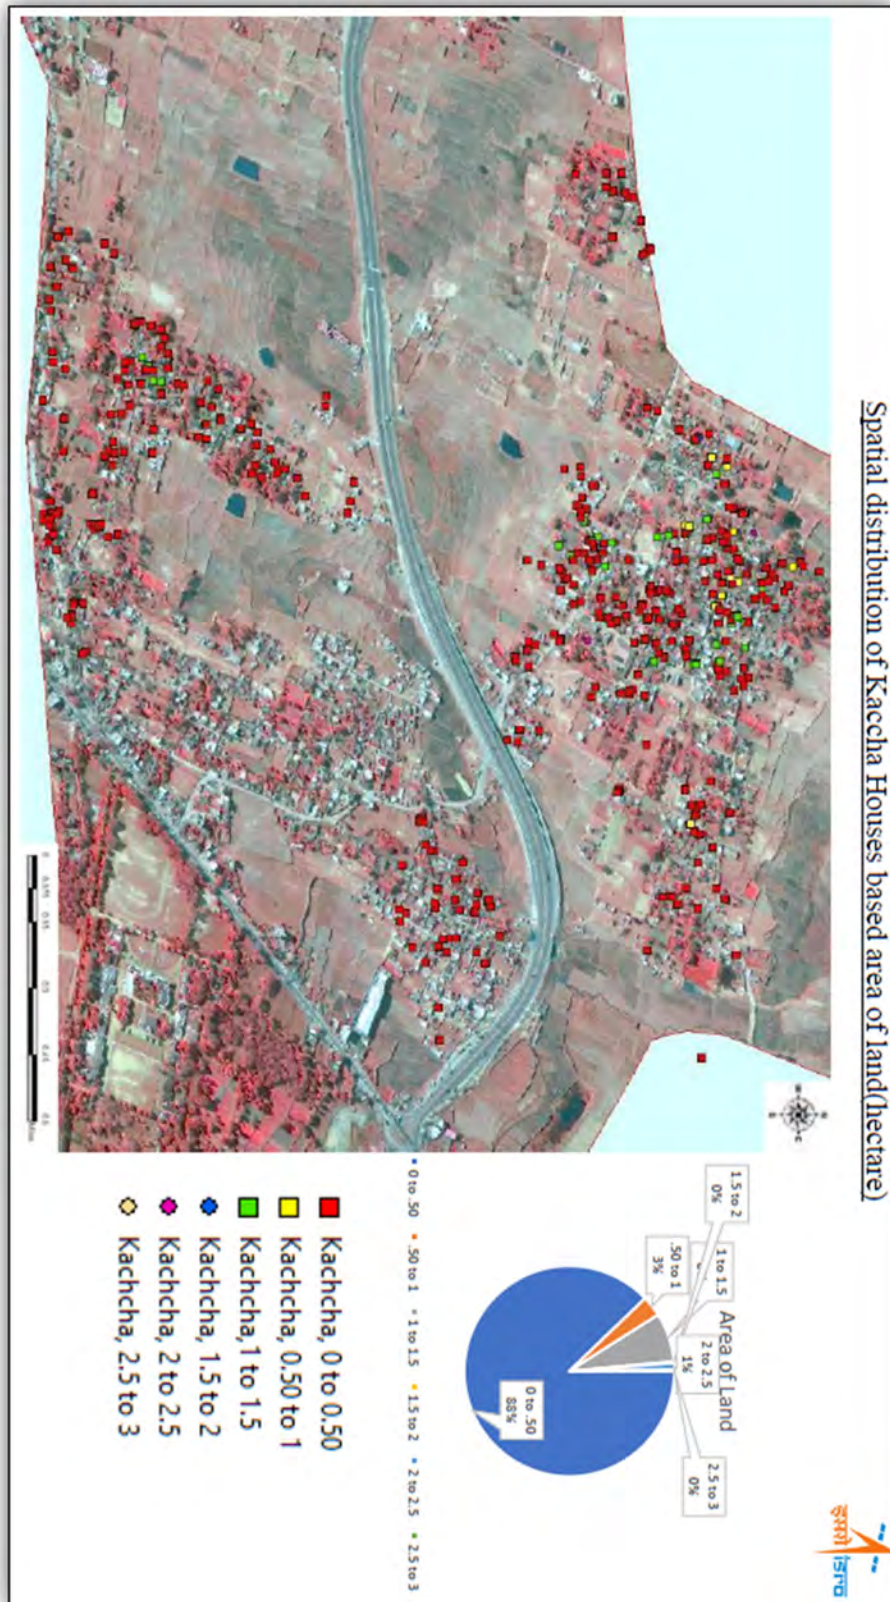 Spatial distribution of Kaccha Houses based area of land(hectare)
इसरो isro
Area of Land
1.5 to 2
0%
1 to 1.5
.50 to 1
3%
2 to 2.5
1%
2.5 to 3
0%
0 to .50
88%
0 to .50 .50 to 1 1 to 1.5 1.5 to 2 2 to 2.5 2.5 to 3
Kachcha, 0 to 0.50
Kachcha, 0.50 to 1
Kachcha,1 to 1.5
Kachcha, 1.5 to 2
Kachcha, 2 to 2.5
Kachcha, 2.5 to 3